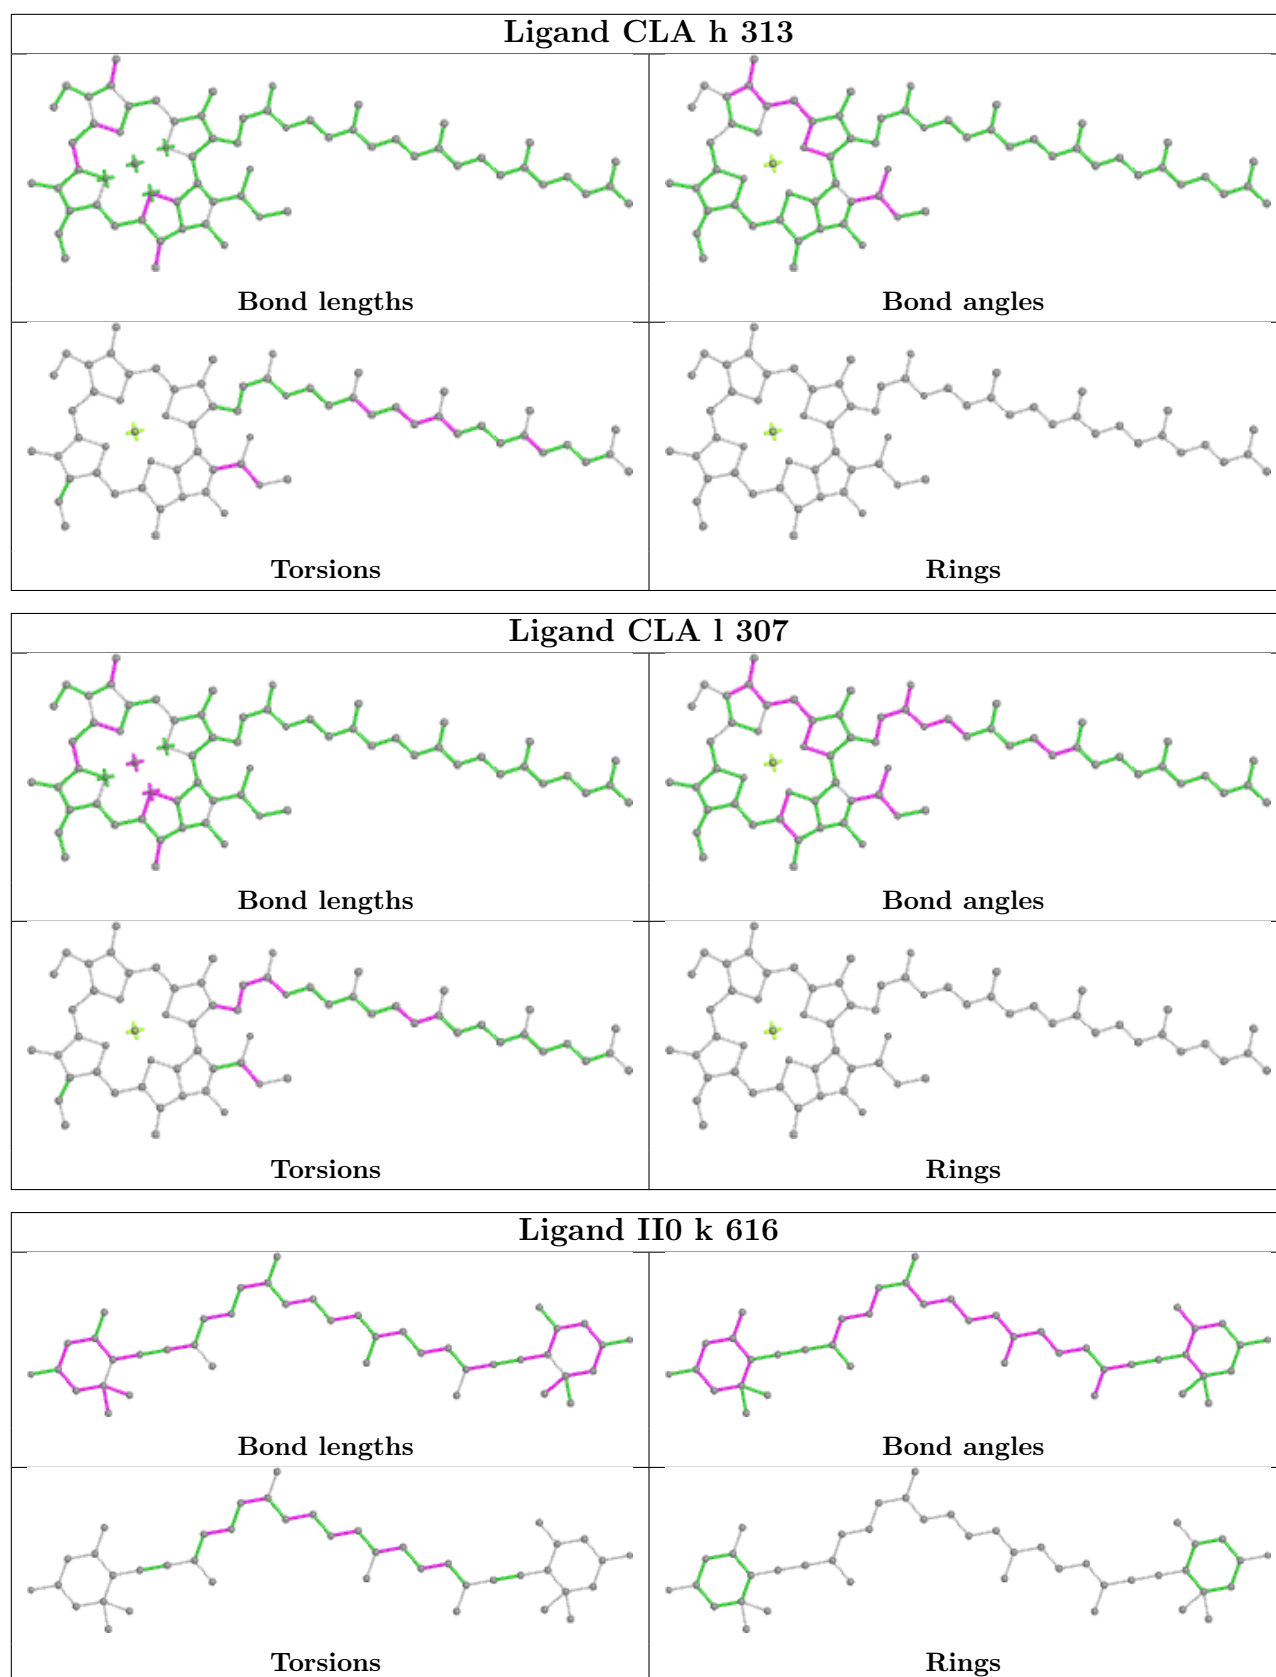 Ligand CLA h 313
Bond lengths
Bond angles
Torsions
Rings
Ligand CLA l 307
Bond lengths
Bond angles
Torsions
Rings
Ligand II0 k 616
Bond lengths
Bond angles
Torsions
Rings